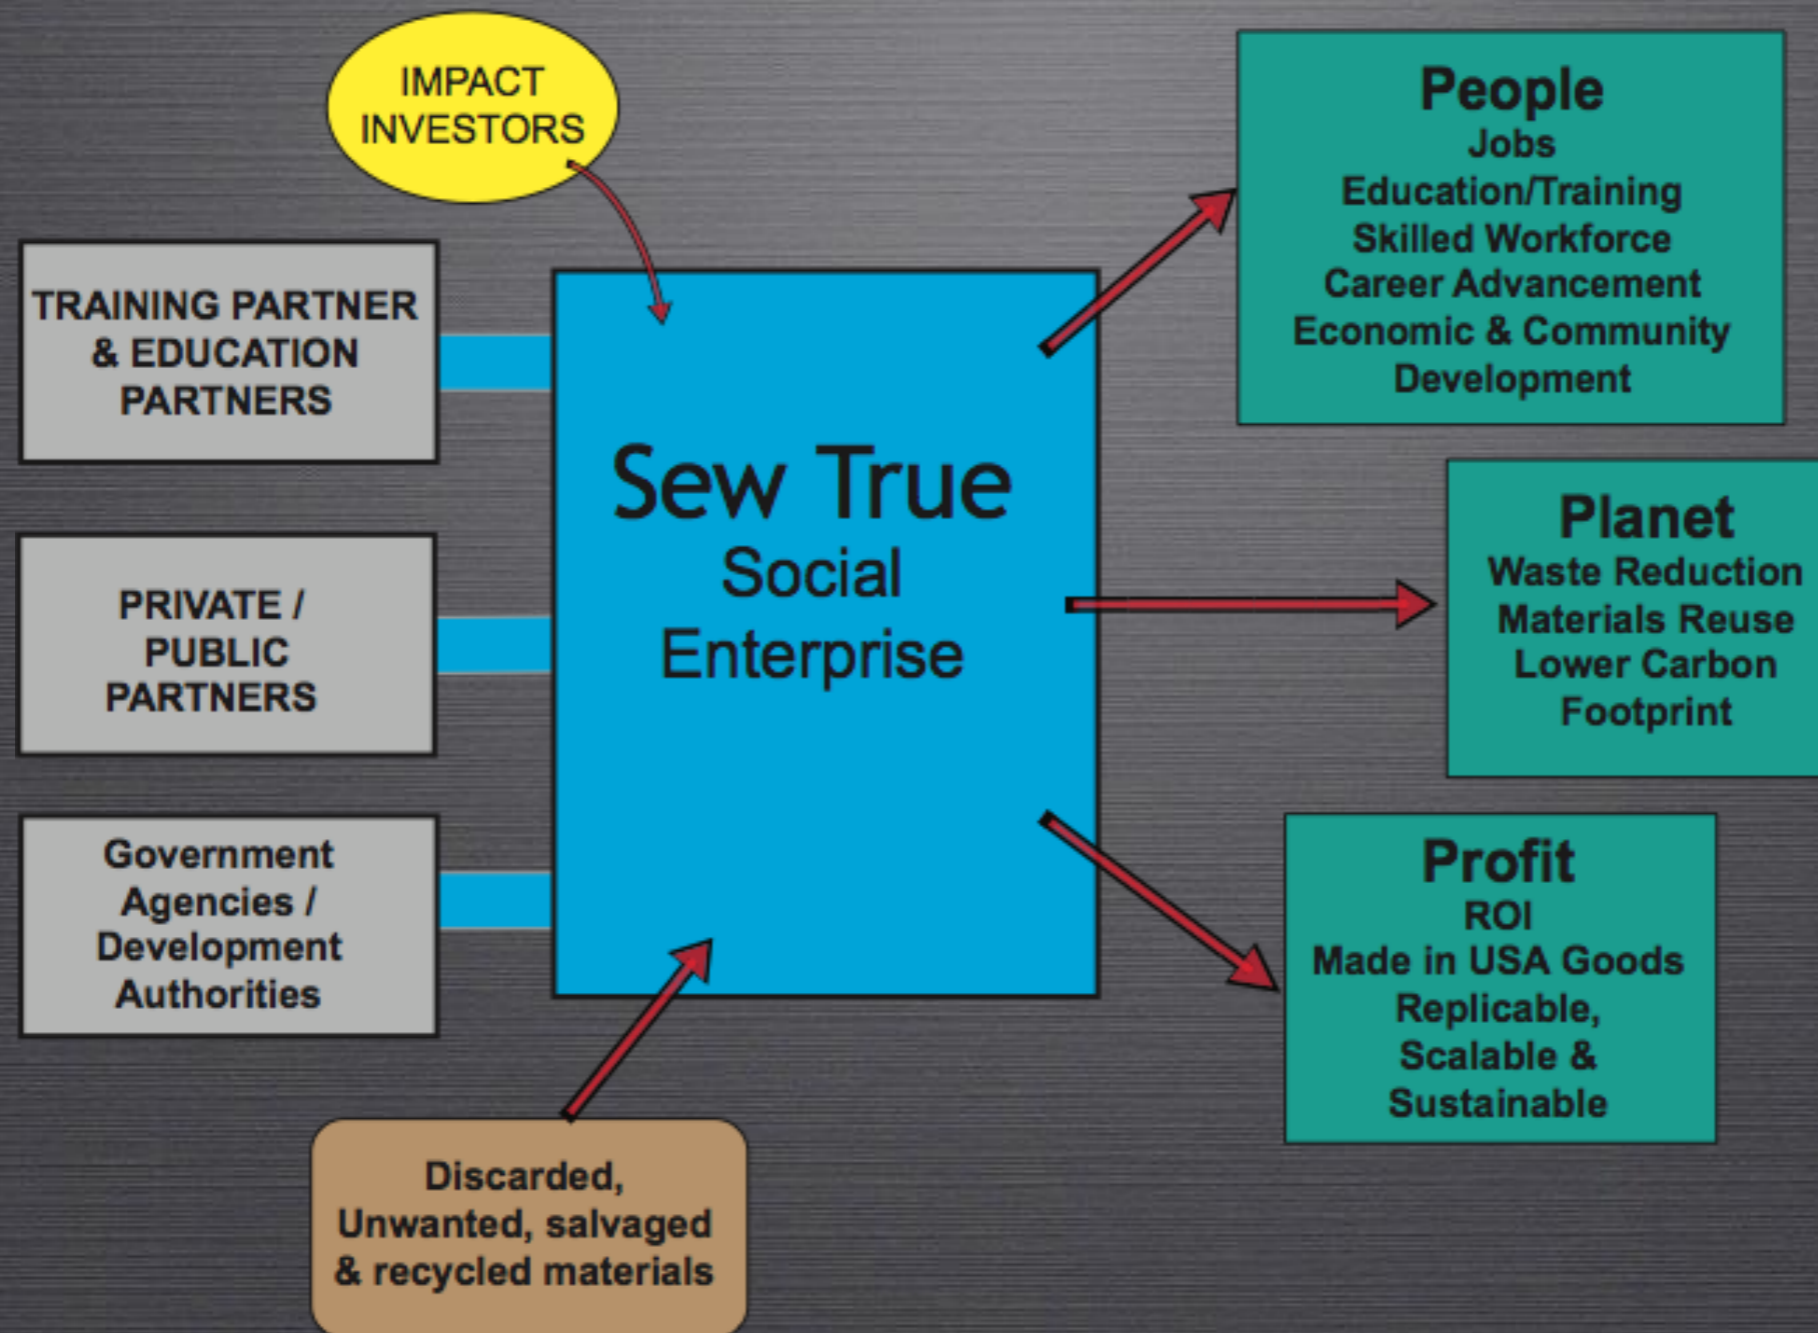 IMPACT
INVESTORS
TRAINING PARTNER
& EDUCATION
PARTNERS
PRIVATE /
PUBLIC
PARTNERS
Government
Agencies /
Development
Authorities
Sew True
Social
Enterprise
Discarded,
Unwanted, salvaged
& recycled materials
People
Jobs
Education/Training
Skilled Workforce
Career Advancement
Economic & Community
Development
Planet
Waste Reduction
Materials Reuse
Lower Carbon
Footprint
Profit
ROI
Made in USA Goods
Replicable,
Scalable &
Sustainable